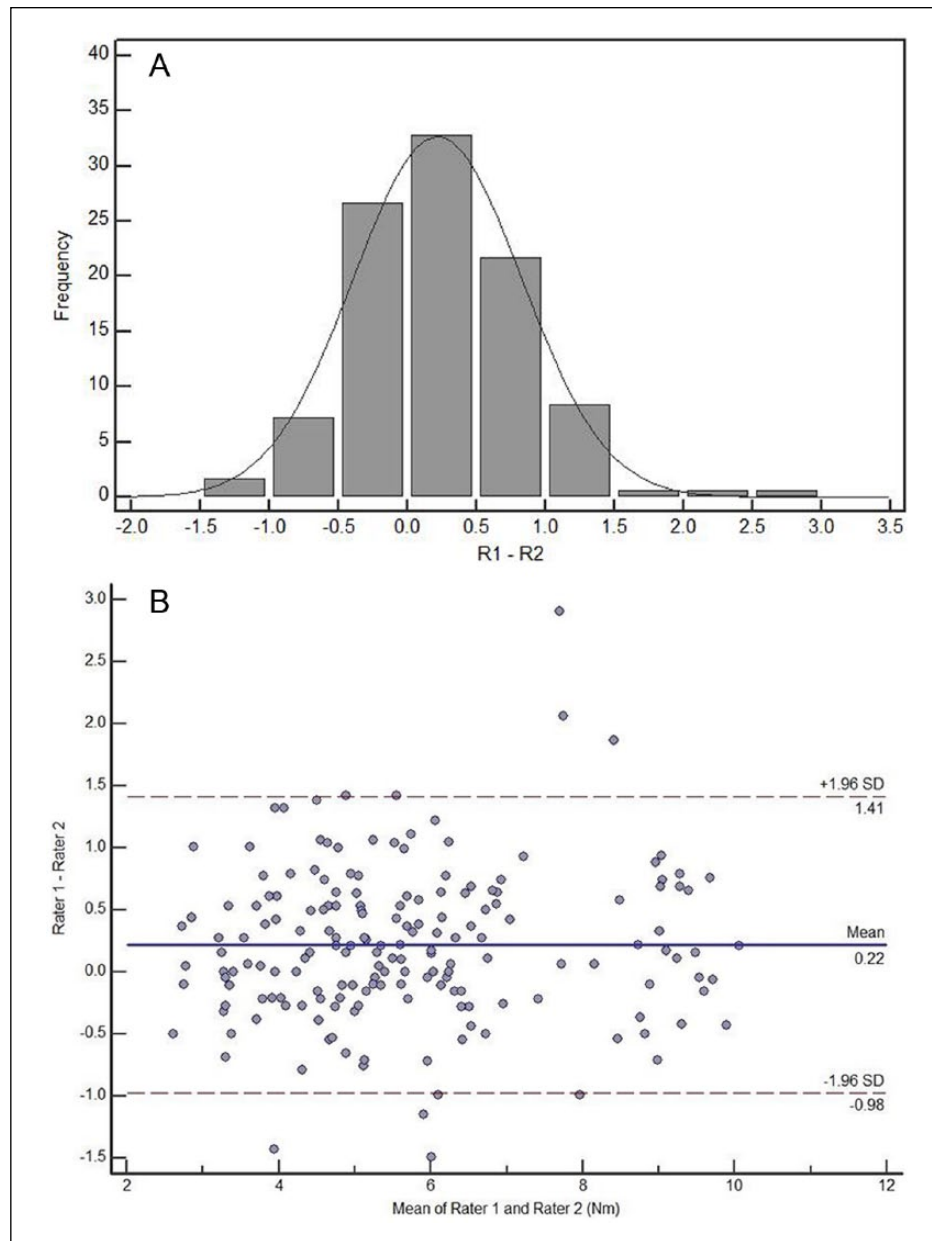 A
40
35
30
25
20
15
10
5
0
Frequency
-2.0 -1.5 -1.0 -0.5 0.0 0.5 1.0 1.5 2.0 2.5 3.0 3.5
R1 - R2
B
3.0
2.5
2.0
1.5
1.0
0.5
0.0
-0.5
-1.0
-1.5
Rater 1 - Rater 2
+1.96 SD
1.41
Mean
0.22
-1.96 SD
-0.98
2 4 6 8 10 12
Mean of Rater 1 and Rater 2 (Nm)